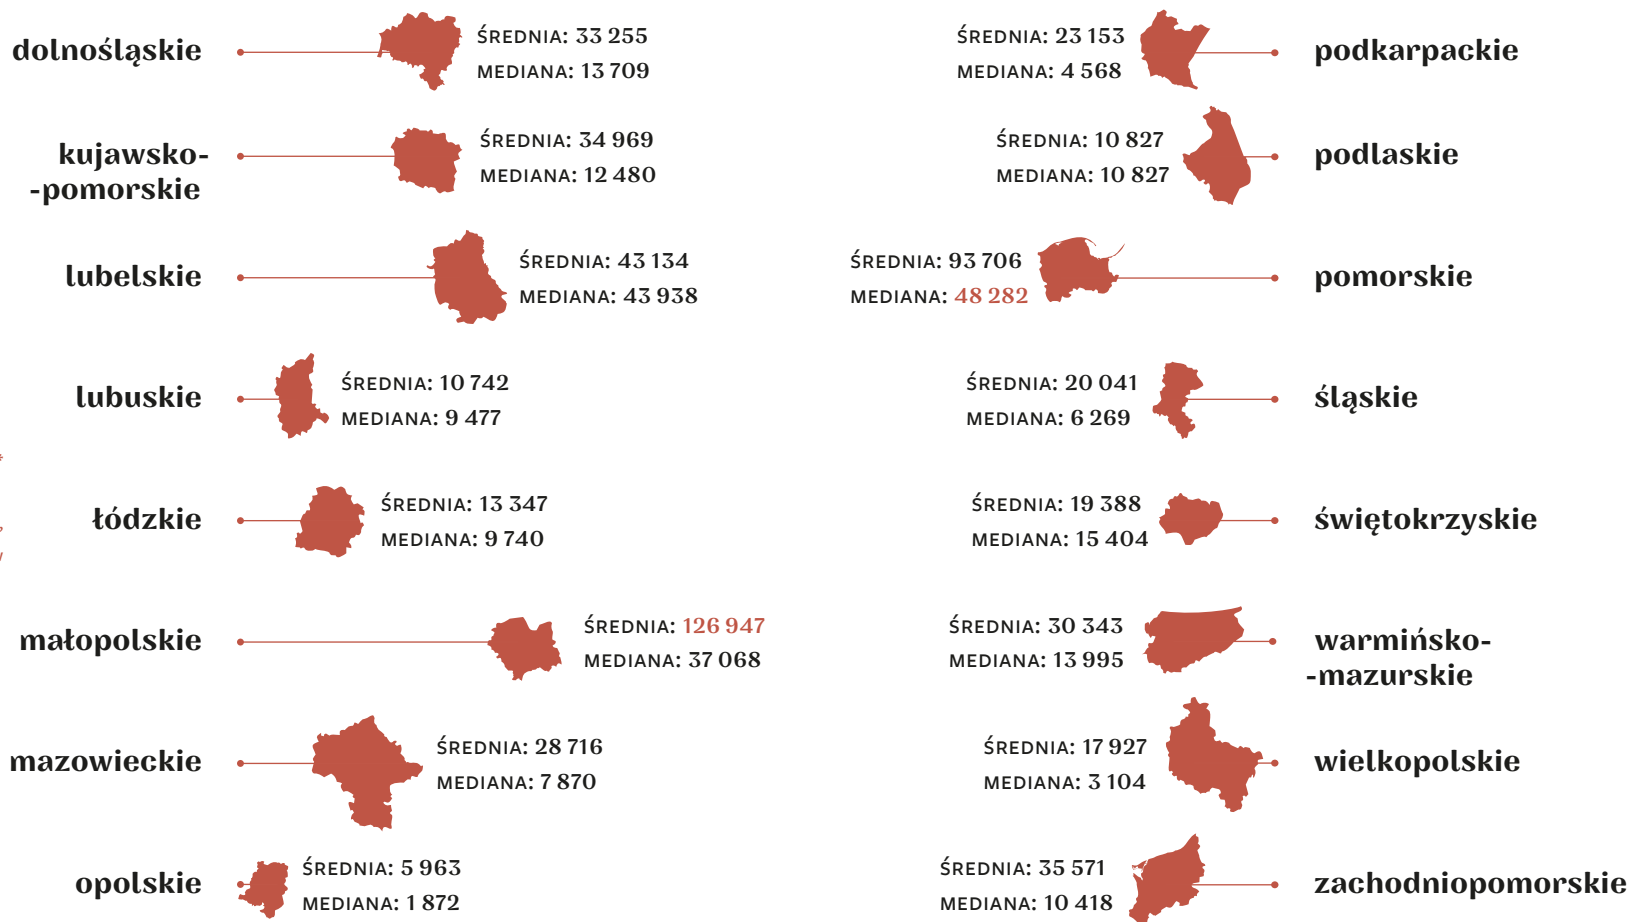 dolnośląskie
ŚREDNIA: 33 255
MEDIANA: 13 709
kujawsko-
-pomorskie
ŚREDNIA: 34 969
MEDIANA: 12 480
lubelskie
ŚREDNIA: 43 134
MEDIANA: 43 938
lubuskie
ŚREDNIA: 10 742
MEDIANA: 9 477
łódzkie
ŚREDNIA: 13 347
MEDIANA: 9 740
małopolskie
ŚREDNIA: 126 947
MEDIANA: 37 068
mazowieckie
ŚREDNIA: 28 716
MEDIANA: 7 870
opolskie
ŚREDNIA: 5 963
MEDIANA: 1 872
ŚREDNIA: 23 153
MEDIANA: 4 568
podkarpackie
ŚREDNIA: 10 827
MEDIANA: 10 827
podlaskie
ŚREDNIA: 93 706
MEDIANA: 48 282
pomorskie
ŚREDNIA: 20 041
MEDIANA: 6 269
śląskie
ŚREDNIA: 19 388
MEDIANA: 15 404
świętokrzyskie
ŚREDNIA: 30 343
MEDIANA: 13 995
warmińsko-
-mazurskie
ŚREDNIA: 17 927
MEDIANA: 3 104
wielkopolskie
ŚREDNIA: 35 571
MEDIANA: 10 418
zachodniopomorskie